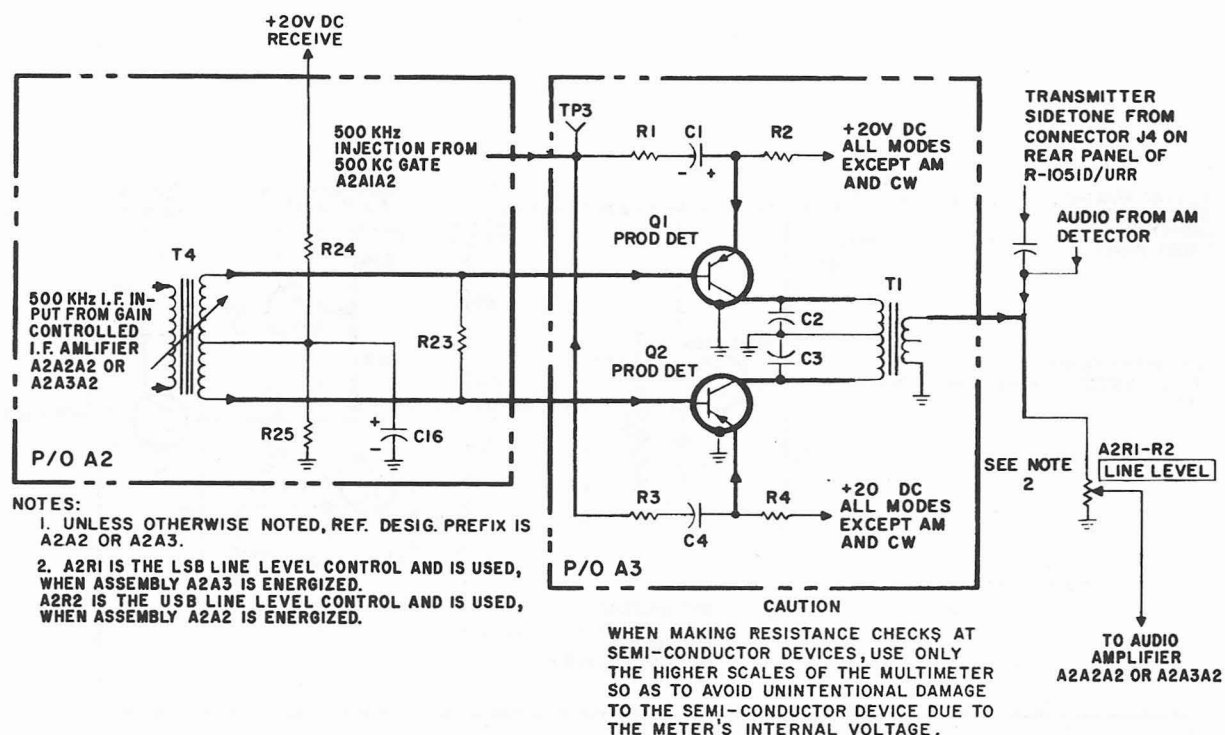 +20V DC
RECEIVE
500 KHz
INJECTION FROM
500 KC GATE
A2A1A2
TP3
R1
C1
R2
- +
+20V DC
ALL MODES
EXCEPT AM
AND CW
TRANSMITTER
SIDETONE FROM
CONNECTOR J4 ON
REAR PANEL OF
R-1051D/URR
AUDIO FROM AM
DETECTOR
T4
R24
500 KHz I.F. IN-
PUT FROM GAIN
CONTROLLED
I.F. AMLIFIER
A2A2A2 OR
A2A3A2
R23
Q1
PROD DET
C2
T1
Q2
PROD DET
C3
R25
+
-
C16
P/O A2
R3
C4
R4
+20 DC
ALL MODES
EXCEPT AM
AND CW
P/O A3
SEE NOTE
2
A2R1-R2
LINE LEVEL
TO AUDIO
AMPLIFIER
A2A2A2 OR A2A3A2
NOTES:
1. UNLESS OTHERWISE NOTED, REF. DESIG. PREFIX IS
A2A2 OR A2A3.
2. A2R1 IS THE LSB LINE LEVEL CONTROL AND IS USED,
WHEN ASSEMBLY A2A3 IS ENERGIZED.
A2R2 IS THE USB LINE LEVEL CONTROL AND IS USED,
WHEN ASSEMBLY A2A2 IS ENERGIZED.
CAUTION
WHEN MAKING RESISTANCE CHECKS AT
SEMI-CONDUCTOR DEVICES, USE ONLY
THE HIGHER SCALES OF THE MULTIMETER
SO AS TO AVOID UNINTENTIONAL DAMAGE
TO THE SEMI-CONDUCTOR DEVICE DUE TO
THE METER'S INTERNAL VOLTAGE.